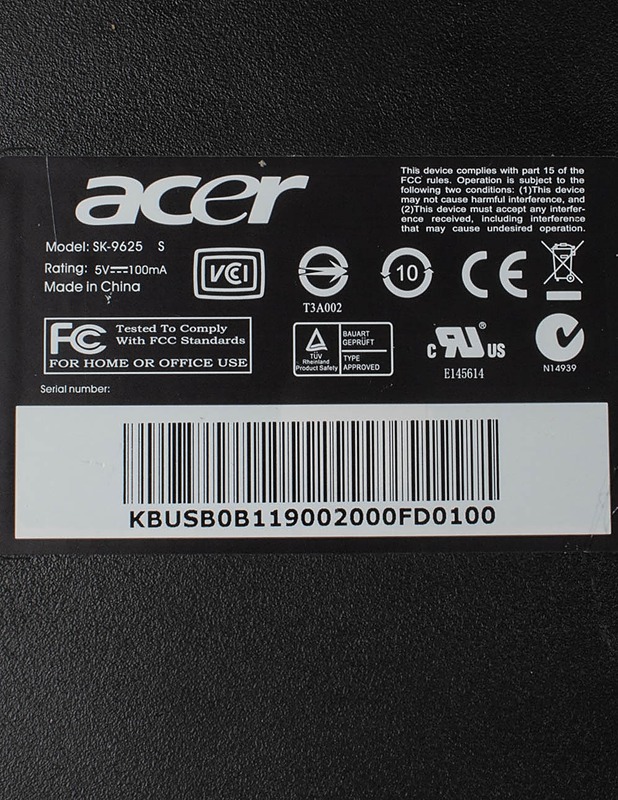 acer
This device complies with part 15 of the
FCC rules. Operation is subject to the
following two conditions: (1)This device
may not cause harmful interference, and
(2)This device must accept any interfer-
ence received, including interference
that may cause undesired operation.
Model: SK-9625 S
Rating: 5V⎓100mA
Made in China
VCI
T3A002
10
CE
FC Tested To Comply
With FCC Standards
FOR HOME OR OFFICE USE
TÜV
Rheinland
Product Safety
BAUART
GEPRÜFT
TYPE
APPROVED
c RU ® US
E145614
N14939
Serial number:
KBUSB0B119002000FD0100